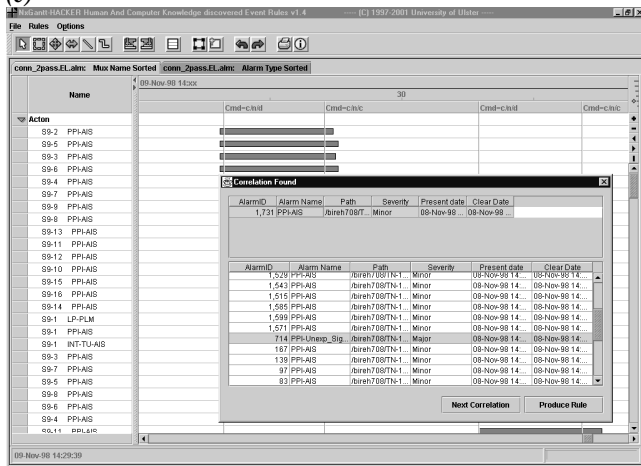 (c)
RxGantt-HACKER Human And Computer Knowledge discovered Event Rules v1.4 ---- (C) 1997-2001 University of Ulster ----
File Rules Options
conn_2pass.EL.alm: Mux Name Sorted conn_2pass.EL.alm: Alarm Type Sorted
09-Nov-98 14:xx
Name
30
Cmd=c/n/d Cmd=c/n/c Cmd=c/n/d Cmd=c/n/c
Acton
S9-2 PPI-AIS
S9-5 PPI-AIS
S9-3 PPI-AIS
S9-6 PPI-AIS
S9-4 PPI-AIS
S9-7 PPI-AIS
S9-9 PPI-AIS
S9-8 PPI-AIS
S9-13 PPI-AIS
S9-11 PPI-AIS
S9-12 PPI-AIS
S9-10 PPI-AIS
S9-15 PPI-AIS
S9-16 PPI-AIS
S9-14 PPI-AIS
S9-1 LP-PLM
S9-1 PPI-AIS
S9-1 INT-TU-AIS
S9-3 PPI-AIS
S9-7 PPI-AIS
S9-5 PPI-AIS
S9-8 PPI-AIS
S9-6 PPI-AIS
S9-4 PPI-AIS
S9-11 PPI-AIS
Correlation Found
AlarmID Alarm Name Path Severity Present date Clear Date
1,731 PPI-AIS /bireh708/T... Minor 08-Nov-98 ... 08-Nov-98 ...
AlarmID Alarm Name Path Severity Present date Clear Date
1,529 PPI-AIS /bireh708/TN-1... Minor 08-Nov-98 14:... 08-Nov-98 14:...
1,543 PPI-AIS /bireh708/TN-1... Minor 08-Nov-98 14:... 08-Nov-98 14:...
1,515 PPI-AIS /bireh708/TN-1... Minor 08-Nov-98 14:... 08-Nov-98 14:...
1,585 PPI-AIS /bireh708/TN-1... Minor 08-Nov-98 14:... 08-Nov-98 14:...
1,599 PPI-AIS /bireh708/TN-1... Minor 08-Nov-98 14:... 08-Nov-98 14:...
1,571 PPI-AIS /bireh708/TN-1... Minor 08-Nov-98 14:... 08-Nov-98 14:...
714 PPI-Unexp_Sig... /bireh708/TN-1... Major 08-Nov-98 14:... 08-Nov-98 14:...
167 PPI-AIS /bireh708/TN-1... Minor 08-Nov-98 14:... 08-Nov-98 14:...
139 PPI-AIS /bireh708/TN-1... Minor 08-Nov-98 14:... 08-Nov-98 14:...
97 PPI-AIS /bireh708/TN-1... Minor 08-Nov-98 14:... 08-Nov-98 14:...
83 PPI-AIS /bireh708/TN-1... Minor 08-Nov-98 14:... 08-Nov-98 14:...
Next Correlation Produce Rule
09-Nov-98 14:29:39